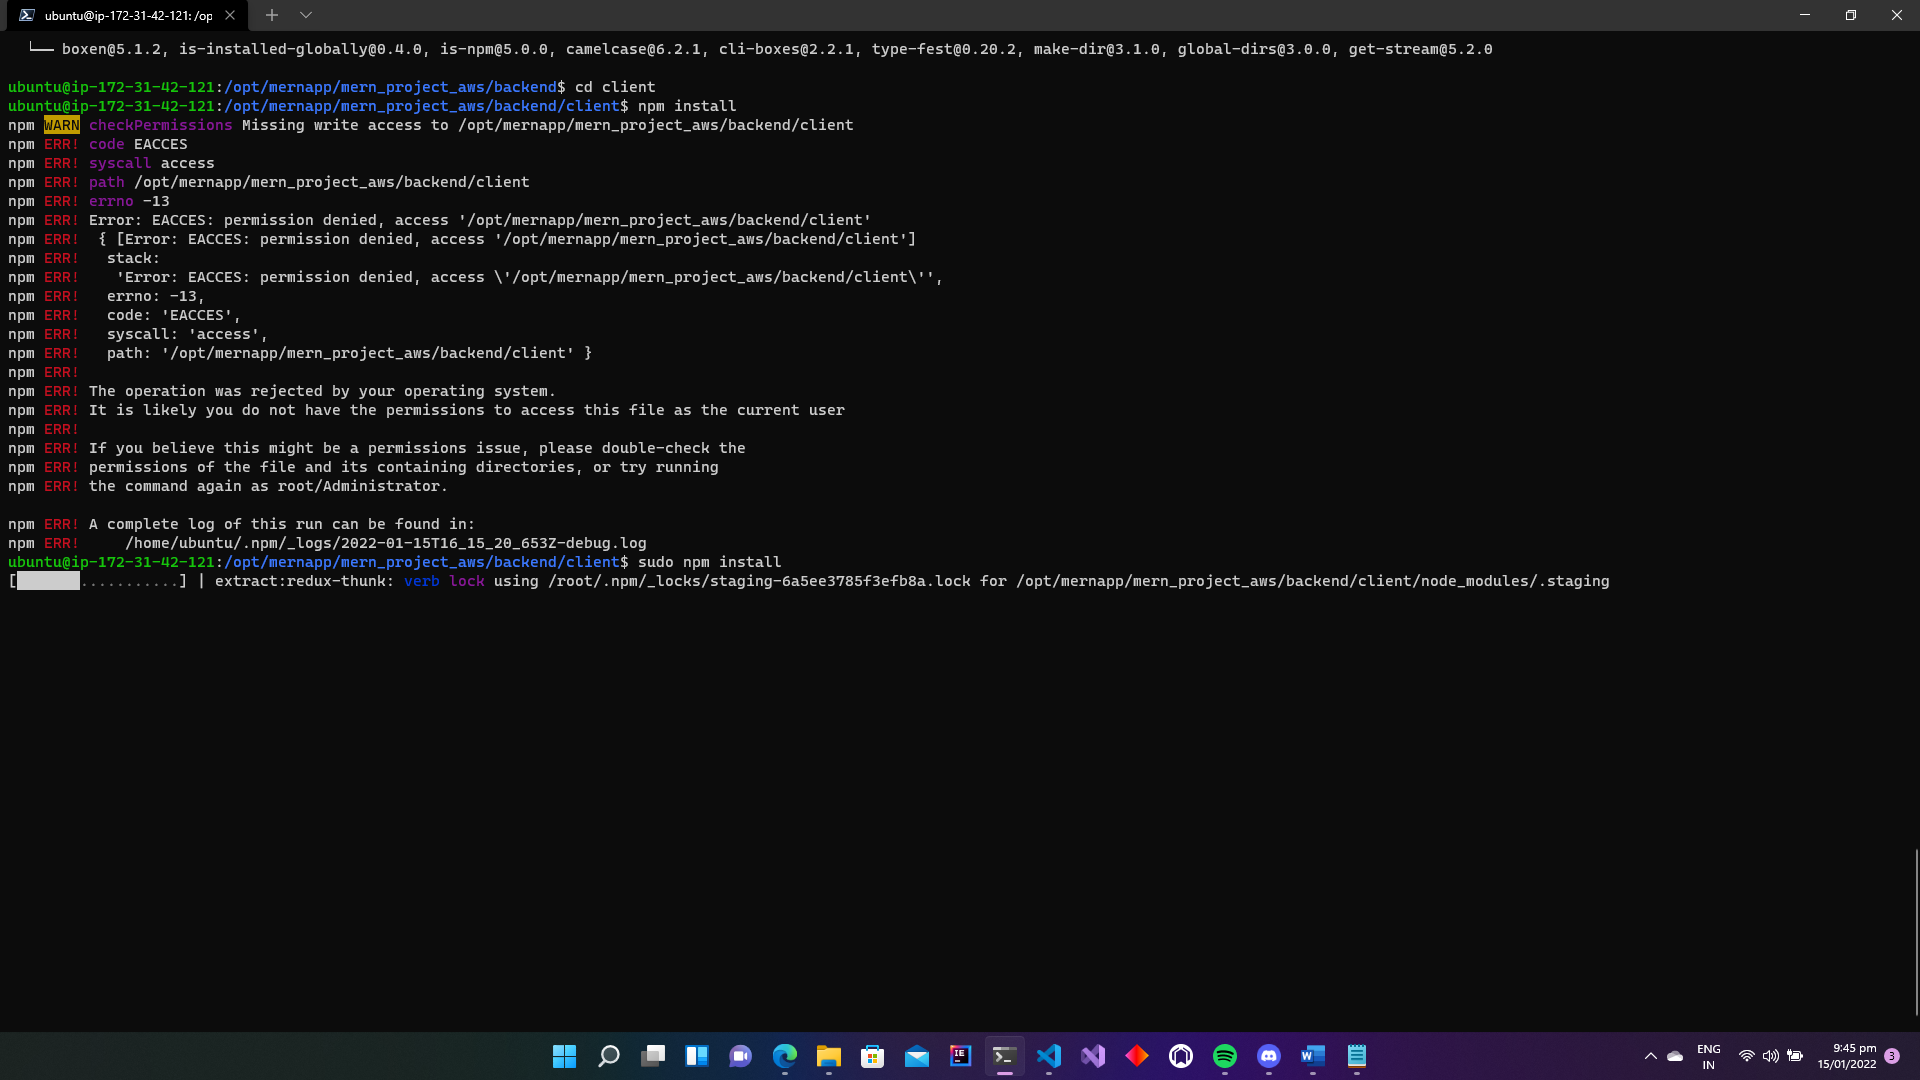 ubuntu@ip-172-31-42-121: /op
└── boxen@5.1.2, is-installed-globally@0.4.0, is-npm@5.0.0, camelcase@6.2.1, cli-boxes@2.2.1, type-fest@0.20.2, make-dir@3.1.0, global-dirs@3.0.0, get-stream@5.2.0
ubuntu@ip-172-31-42-121:/opt/mernapp/mern_project_aws/backend$ cd client
ubuntu@ip-172-31-42-121:/opt/mernapp/mern_project_aws/backend/client$ npm install
npm WARN checkPermissions Missing write access to /opt/mernapp/mern_project_aws/backend/client
npm ERR! code EACCES
npm ERR! syscall access
npm ERR! path /opt/mernapp/mern_project_aws/backend/client
npm ERR! errno -13
npm ERR! Error: EACCES: permission denied, access '/opt/mernapp/mern_project_aws/backend/client'
npm ERR!  { [Error: EACCES: permission denied, access '/opt/mernapp/mern_project_aws/backend/client']
npm ERR!   stack:
npm ERR!    'Error: EACCES: permission denied, access \'/opt/mernapp/mern_project_aws/backend/client\'',
npm ERR!   errno: -13,
npm ERR!   code: 'EACCES',
npm ERR!   syscall: 'access',
npm ERR!   path: '/opt/mernapp/mern_project_aws/backend/client' }
npm ERR!
npm ERR! The operation was rejected by your operating system.
npm ERR! It is likely you do not have the permissions to access this file as the current user
npm ERR!
npm ERR! If you believe this might be a permissions issue, please double-check the
npm ERR! permissions of the file and its containing directories, or try running
npm ERR! the command again as root/Administrator.
npm ERR! A complete log of this run can be found in:
npm ERR!     /home/ubuntu/.npm/_logs/2022-01-15T16_15_20_653Z-debug.log
ubuntu@ip-172-31-42-121:/opt/mernapp/mern_project_aws/backend/client$ sudo npm install
[       ...........] | extract:redux-thunk: verb lock using /root/.npm/_locks/staging-6a5ee3785f3efb8a.lock for /opt/mernapp/mern_project_aws/backend/client/node_modules/.staging
IE
W
ENG
IN
9:45 pm
15/01/2022
3